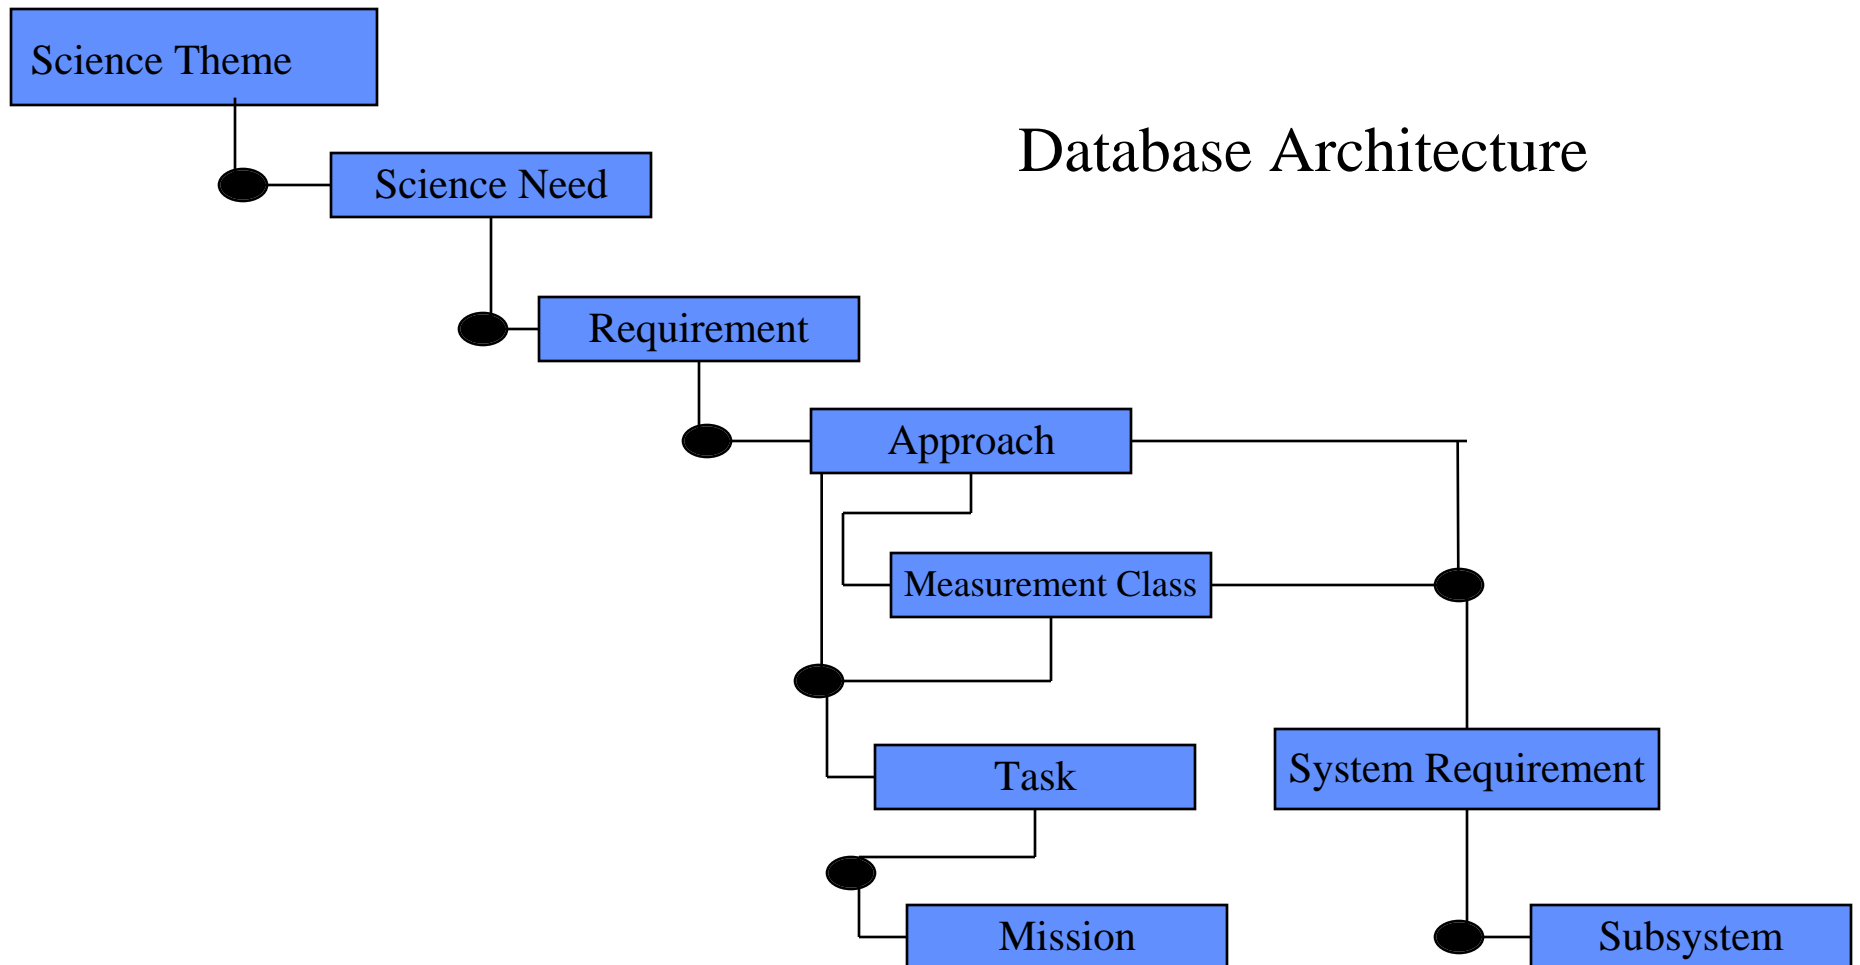 Science Theme
Database Architecture
Science Need
Requirement
Approach
Measurement Class
Task
System Requirement
Mission
Subsystem